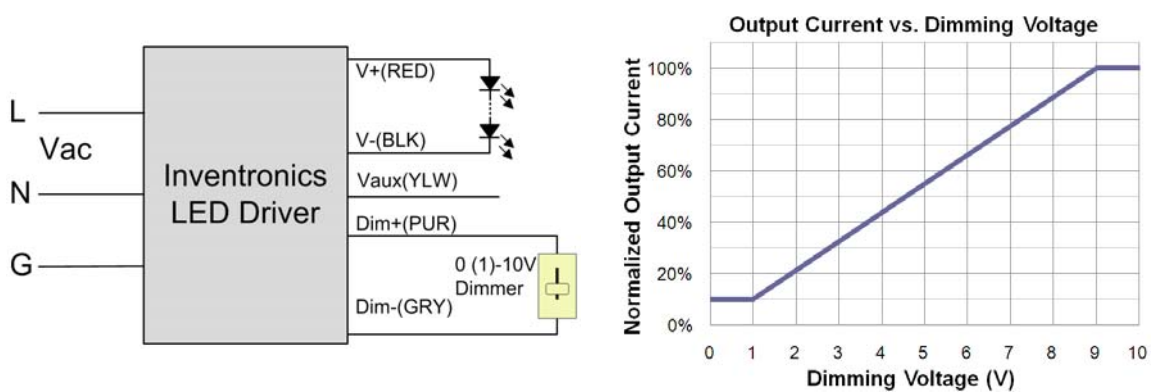 L
Vac
N
G
Inventronics
LED Driver
V+(RED)
V-(BLK)
Vaux(YLW)
Dim+(PUR)
0 (1)-10V
Dimmer
Dim-(GRY)
Output Current vs. Dimming Voltage
Normalized Output Current
100%
80%
60%
40%
20%
0%
0 1 2 3 4 5 6 7 8 9 10
Dimming Voltage (V)